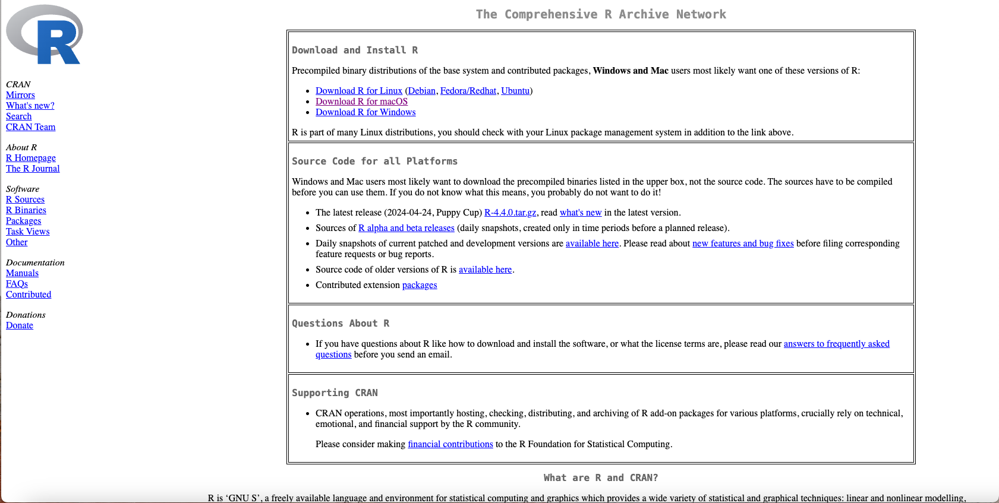 R
CRAN
Mirrors
What's new?
Search
CRAN Team
About R
R Homepage
The R Journal
Software
R Sources
R Binaries
Packages
Task Views
Other
Documentation
Manuals
FAQs
Contributed
Donations
Donate
The Comprehensive R Archive Network
Download and Install R
Precompiled binary distributions of the base system and contributed packages, Windows and Mac users most likely want one of these versions of R:
• Download R for Linux (Debian, Fedora/Redhat, Ubuntu)
• Download R for macOS
• Download R for Windows
R is part of many Linux distributions, you should check with your Linux package management system in addition to the link above.
Source Code for all Platforms
Windows and Mac users most likely want to download the precompiled binaries listed in the upper box, not the source code. The sources have to be compiled
before you can use them. If you do not know what this means, you probably do not want to do it!
• The latest release (2024-04-24, Puppy Cup) R-4.4.0.tar.gz, read what's new in the latest version.
• Sources of R alpha and beta releases (daily snapshots, created only in time periods before a planned release).
• Daily snapshots of current patched and development versions are available here. Please read about new features and bug fixes before filing corresponding
feature requests or bug reports.
• Source code of older versions of R is available here.
• Contributed extension packages
Questions About R
• If you have questions about R like how to download and install the software, or what the license terms are, please read our answers to frequently asked
questions before you send an email.
Supporting CRAN
• CRAN operations, most importantly hosting, checking, distributing, and archiving of R add-on packages for various platforms, crucially rely on technical,
emotional, and financial support by the R community.
Please consider making financial contributions to the R Foundation for Statistical Computing.
What are R and CRAN?
R is ‘GNU S’, a freely available language and environment for statistical computing and graphics which provides a wide variety of statistical and graphical techniques: linear and nonlinear modelling,